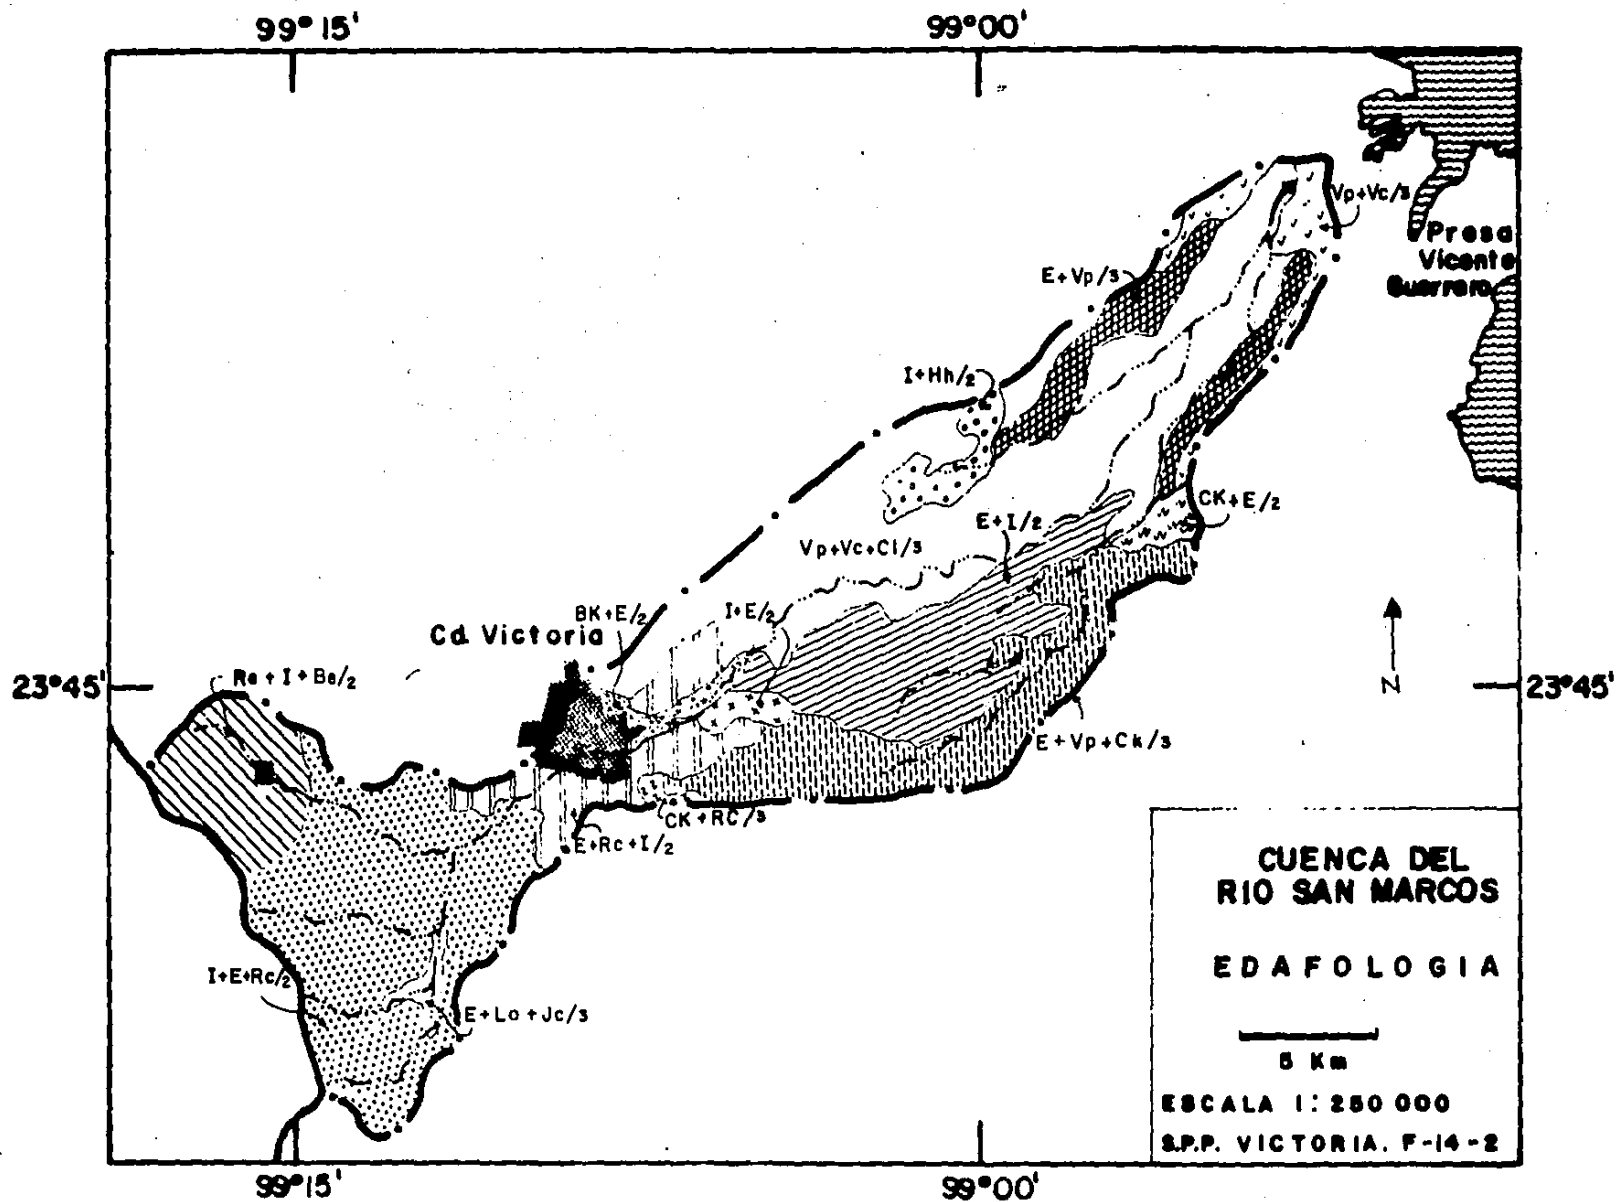 99° 15'
99° 00'
Vp+Vc/3
Presa
Vicente
Guerrero
E+Vp/3
I+Hh/2
CK+E/2
E+I/2
Vp+Vc+Cl/3
BK+E/2
I+E/2
Cd. Victoria
23°45'
Re+I+Be/2
N
23°45'
E+Vp+Ck/3
CK+RC/3
E+Rc+I/2
CUENCA DEL
RIO SAN MARCOS
EDAFOLOGIA
I+E+Rc/2
E+Lo+Jc/3
5 Km
ESCALA 1:250 000
S.P.P. VICTORIA. F-14-2
99°15'
99°00'